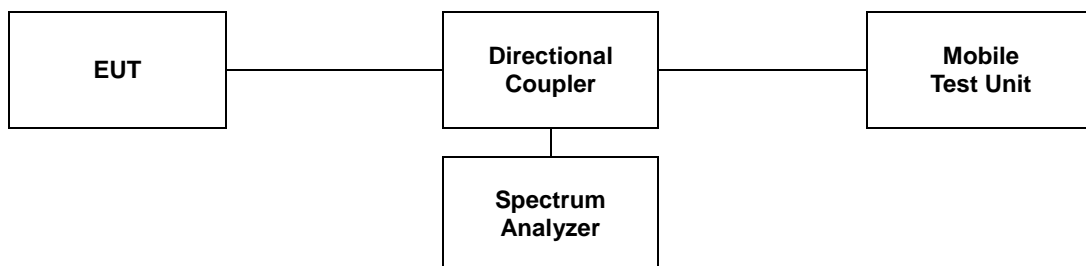 EUT
Directional
Coupler
Mobile
Test Unit
Spectrum
Analyzer